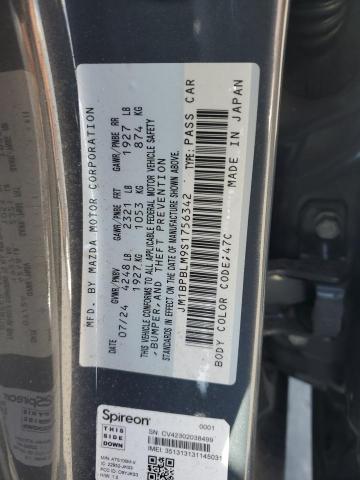 MFD. BY MAZDA MOTOR CORPORATION
07/24
GVWR/PNBV
4248 LB
1927 KG
GAWR/PNBE FRT
2321 LB
1053 KG
GAWR/PNBE RR
1927 LB
874 KG
THIS VEHICLE CONFORMS TO ALL APPLICABLE FEDERAL MOTOR VEHICLE SAFETY,
BUMPER, AND THEFT PREVENTION
STANDARDS IN EFFECT ON THE DATE OF MANUFACTURE SHOWN ABOVE.
JM1BPBLM9S1756342
TYPE: PASS CAR
BODY COLOR CODE: 47C
MADE IN JAPAN
Spireon
0001
THIS
SIDE
DOWN
SN: CV42302038499
IMEI: 351313131145031